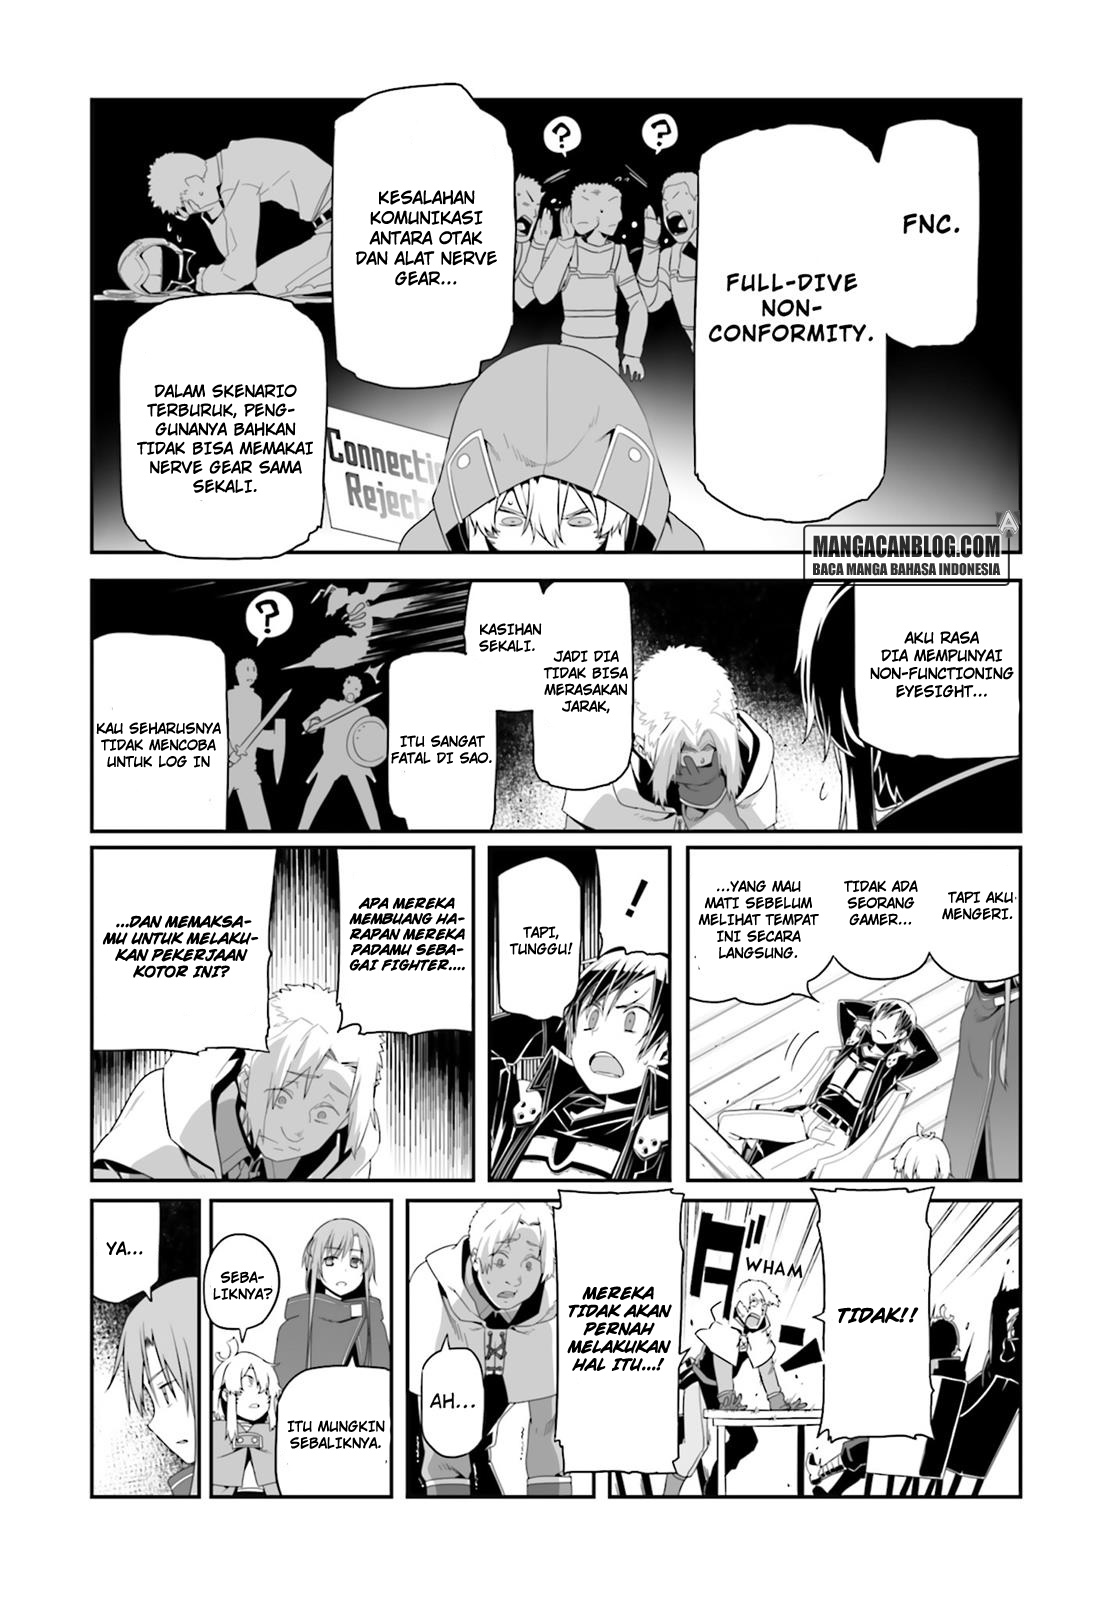 FNC.
FULL-DIVE
NON-
CONFORMITY.
?
?
KESALAHAN
KOMUNIKASI
ANTARA OTAK
DAN ALAT NERVE
GEAR...
DALAM SKENARIO
TERBURUK, PENG-
GUNANYA BAHKAN
TIDAK BISA MEMAKAI
NERVE GEAR SAMA
SEKALI.
MANGACANBLOG.COM
BACA MANGA BAHASA INDONESIA
AKU RASA
DIA MEMPUNYAI
NON-FUNCTIONING
EYESIGHT...
JADI DIA
TIDAK BISA
MERASAKAN
JARAK,
KASIHAN
SEKALI.
ITU SANGAT
FATAL DI SAO.
?
KAU SEHARUSNYA
TIDAK MENCOBA
UNTUK LOG IN
TAPI AKU
MENGERI.
TIDAK ADA
SEORANG
GAMER...
...YANG MAU
MATI SEBELUM
MELIHAT TEMPAT
INI SECARA
LANGSUNG.
!
TAPI,
TUNGGU!
APA MEREKA
MEMBUANG HA-
RAPAN MEREKA
PADAMU SEBA-
GAI FIGHTER....
...DAN MEMAKSA-
MU UNTUK MELAKU-
KAN PEKERJAAN
KOTOR INI?
TIDAK!!
WHAM
MEREKA
TIDAK AKAN
PERNAH
MELAKUKAN
HAL ITU...!
AH...
ITU MUNGKIN
SEBALIKNYA.
SEBA-
LIKNYA?
YA...